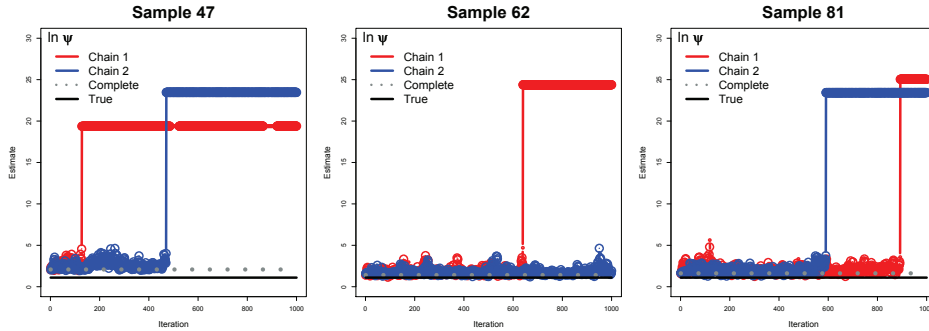 Sample 47
ln ψ
Chain 1
Chain 2
Complete
True
Estimate
30
25
20
15
10
5
0
0 200 400 600 800 1000
Iteration
Sample 62
ln ψ
Chain 1
Chain 2
Complete
True
Estimate
30
25
20
15
10
5
0
0 200 400 600 800 1000
Iteration
Sample 81
ln ψ
Chain 1
Chain 2
Complete
True
Estimate
30
25
20
15
10
5
0
0 200 400 600 800 1000
Iteration